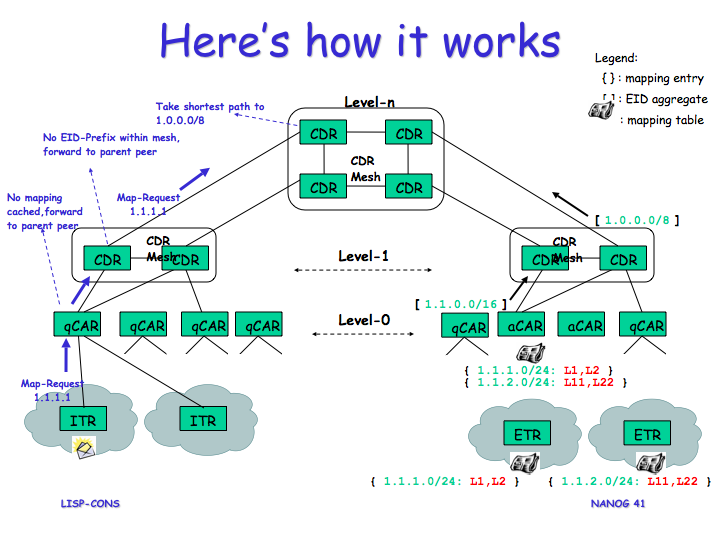 Here's how it works
Legend:
{ } : mapping entry
[ ] : EID aggregate
: mapping table
Level-n
Take shortest path to
1.0.0.0/8
No EID-Prefix within mesh,
forward to parent peer
No mapping
cached,forward
to parent peer
Map-Request
1.1.1.1
CDR
CDR
CDR
Mesh
CDR
CDR
[ 1.0.0.0/8 ]
CDR
Mesh
CDR
CDR
Level-1
CDR
Mesh
CDR
CDR
[ 1.1.0.0/16 ]
Level-0
qCAR
qCAR
qCAR
qCAR
qCAR
aCAR
aCAR
qCAR
{ 1.1.1.0/24: L1,L2 }
{ 1.1.2.0/24: L11,L22 }
Map-Request
1.1.1.1
ITR
ITR
ETR
ETR
{ 1.1.1.0/24: L1,L2 }
{ 1.1.2.0/24: L11,L22 }
LISP-CONS
NANOG 41